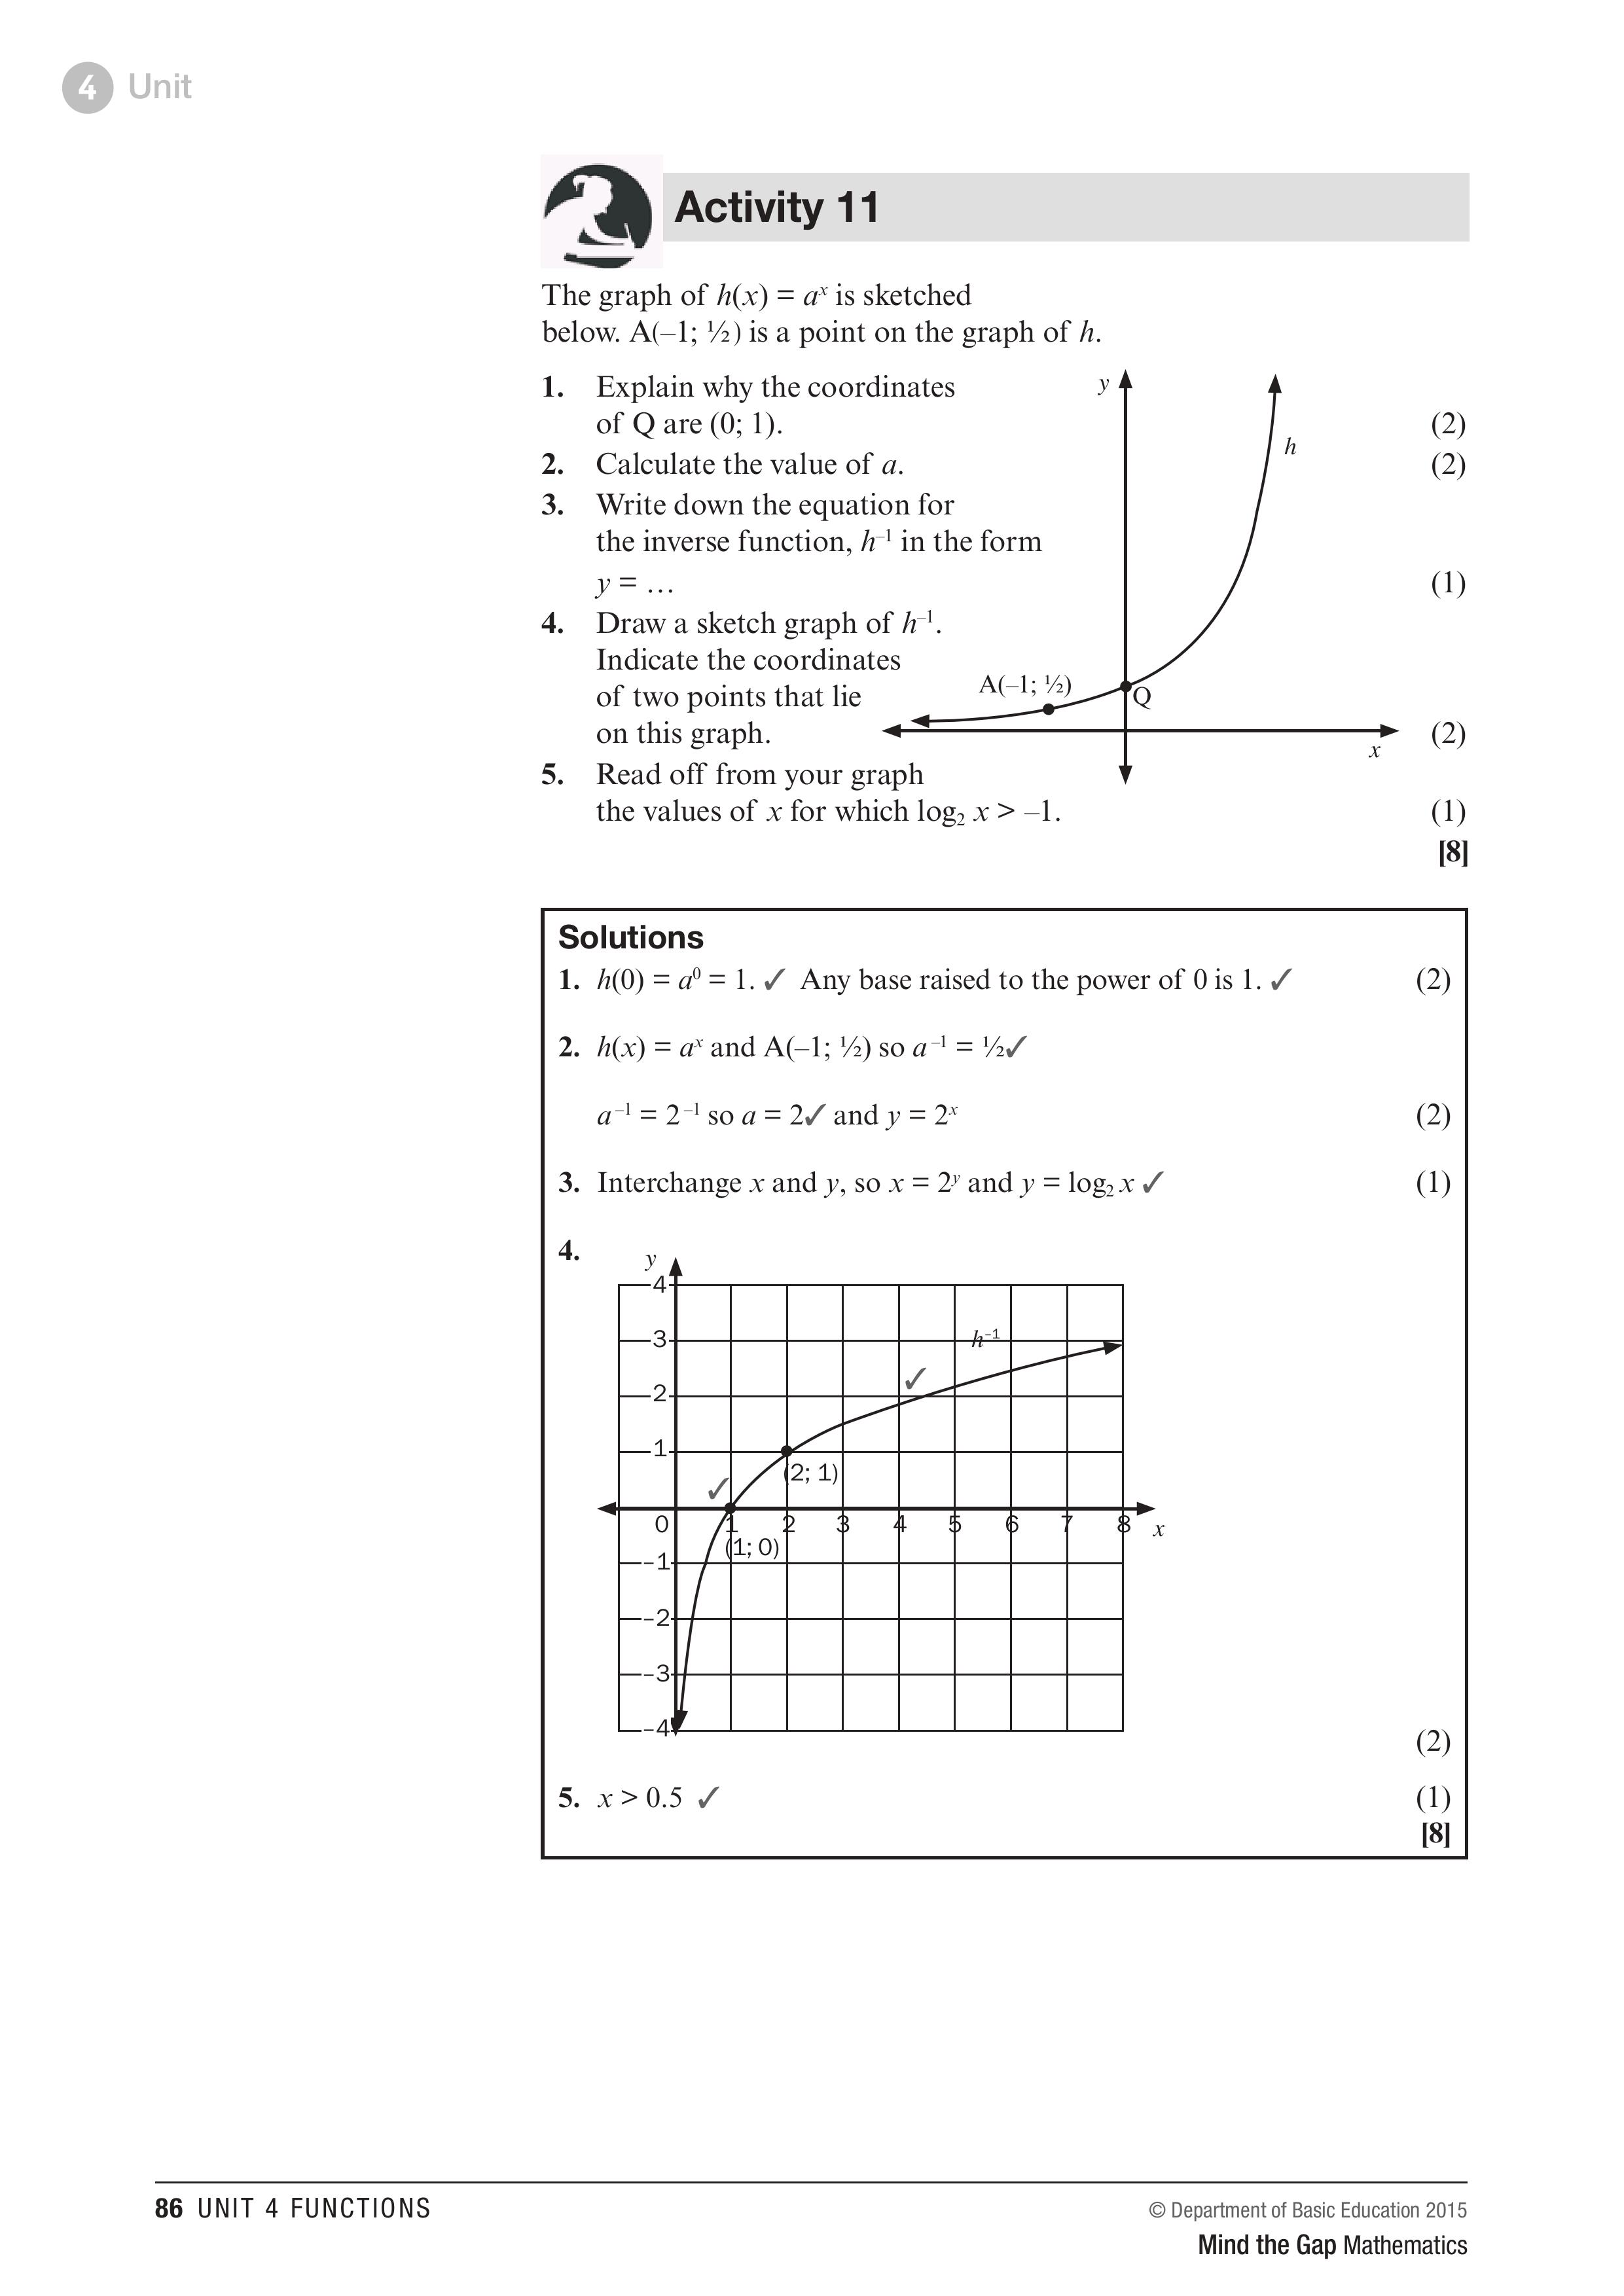 4 Unit
Activity 11
The graph of h(x) = aˣ is sketched
below. A(–1; ½) is a point on the graph of h.
1. Explain why the coordinates
of Q are (0; 1). (2)
2. Calculate the value of a. (2)
3. Write down the equation for
the inverse function, h⁻¹ in the form
y = … (1)
4. Draw a sketch graph of h⁻¹.
Indicate the coordinates
of two points that lie
on this graph. (2)
5. Read off from your graph
the values of x for which log₂ x > –1. (1)
[8]
y
h
A(–1; ½)
Q
x
Solutions
1. h(0) = a⁰ = 1. ✓ Any base raised to the power of 0 is 1. ✓ (2)
2. h(x) = aˣ and A(–1; ½) so a⁻¹ = ½✓
a⁻¹ = 2⁻¹ so a = 2✓ and y = 2ˣ (2)
3. Interchange x and y, so x = 2ʸ and y = log₂ x ✓ (1)
4.
y
4
3
h⁻¹
✓
2
1
(2; 1)
✓
0 1 2 3 4 5 6 7 8 x
(1; 0)
–1
–2
–3
–4
(2)
5. x > 0.5 ✓ (1)
[8]
86 UNIT 4 FUNCTIONS
© Department of Basic Education 2015
Mind the Gap Mathematics